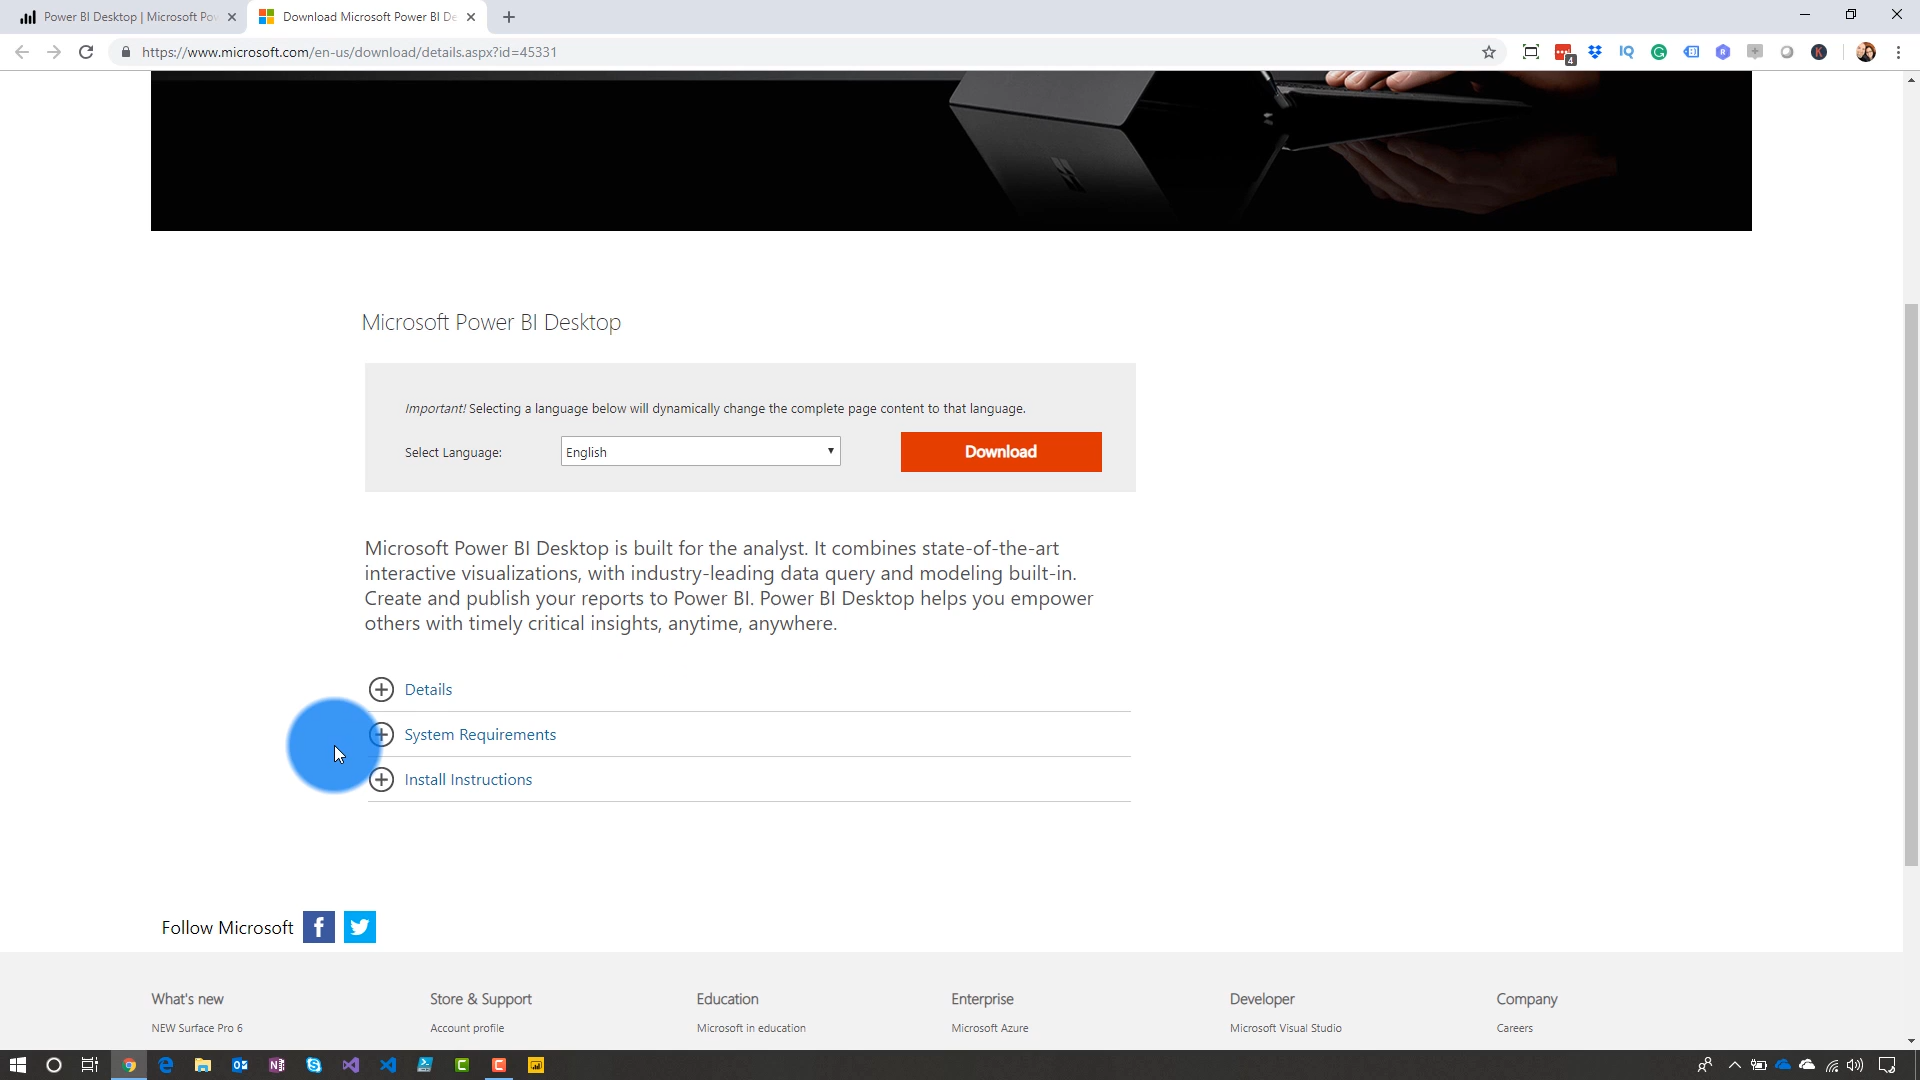 Power BI Desktop | Microsoft Po
Download Microsoft Power BI De
https://www.microsoft.com/en-us/download/details.aspx?id=45331
4
Microsoft Power BI Desktop
Important! Selecting a language below will dynamically change the complete page content to that language.
Select Language:
English
Download
Microsoft Power BI Desktop is built for the analyst. It combines state-of-the-art
interactive visualizations, with industry-leading data query and modeling built-in.
Create and publish your reports to Power BI. Power BI Desktop helps you empower
others with timely critical insights, anytime, anywhere.
Details
System Requirements
Install Instructions
Follow Microsoft
What's new
Store & Support
Education
Enterprise
Developer
Company
NEW Surface Pro 6
Account profile
Microsoft in education
Microsoft Azure
Microsoft Visual Studio
Careers